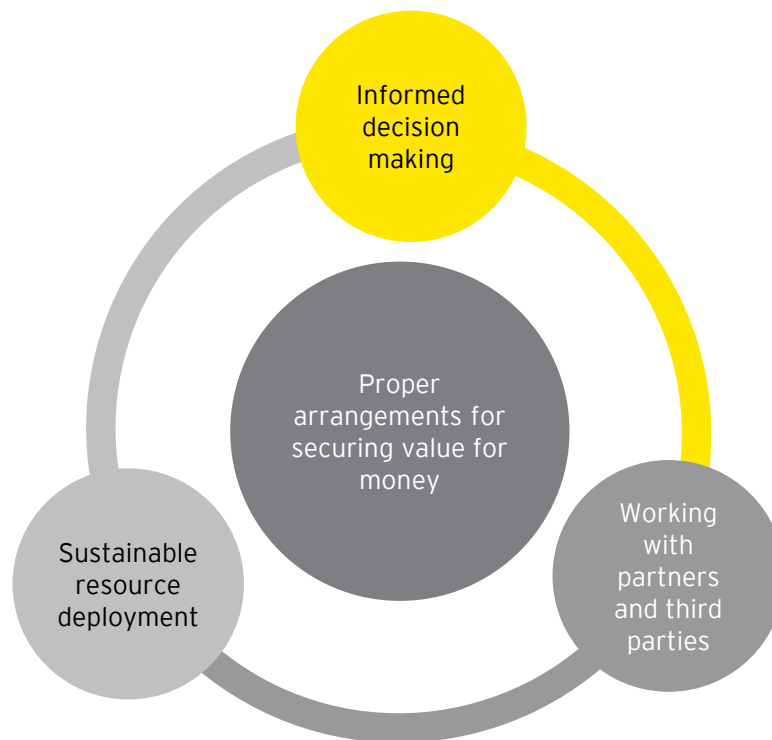 Informed
decision
making
Proper
arrangements for
securing value for
money
Sustainable
resource
deployment
Working
with
partners
and third
parties